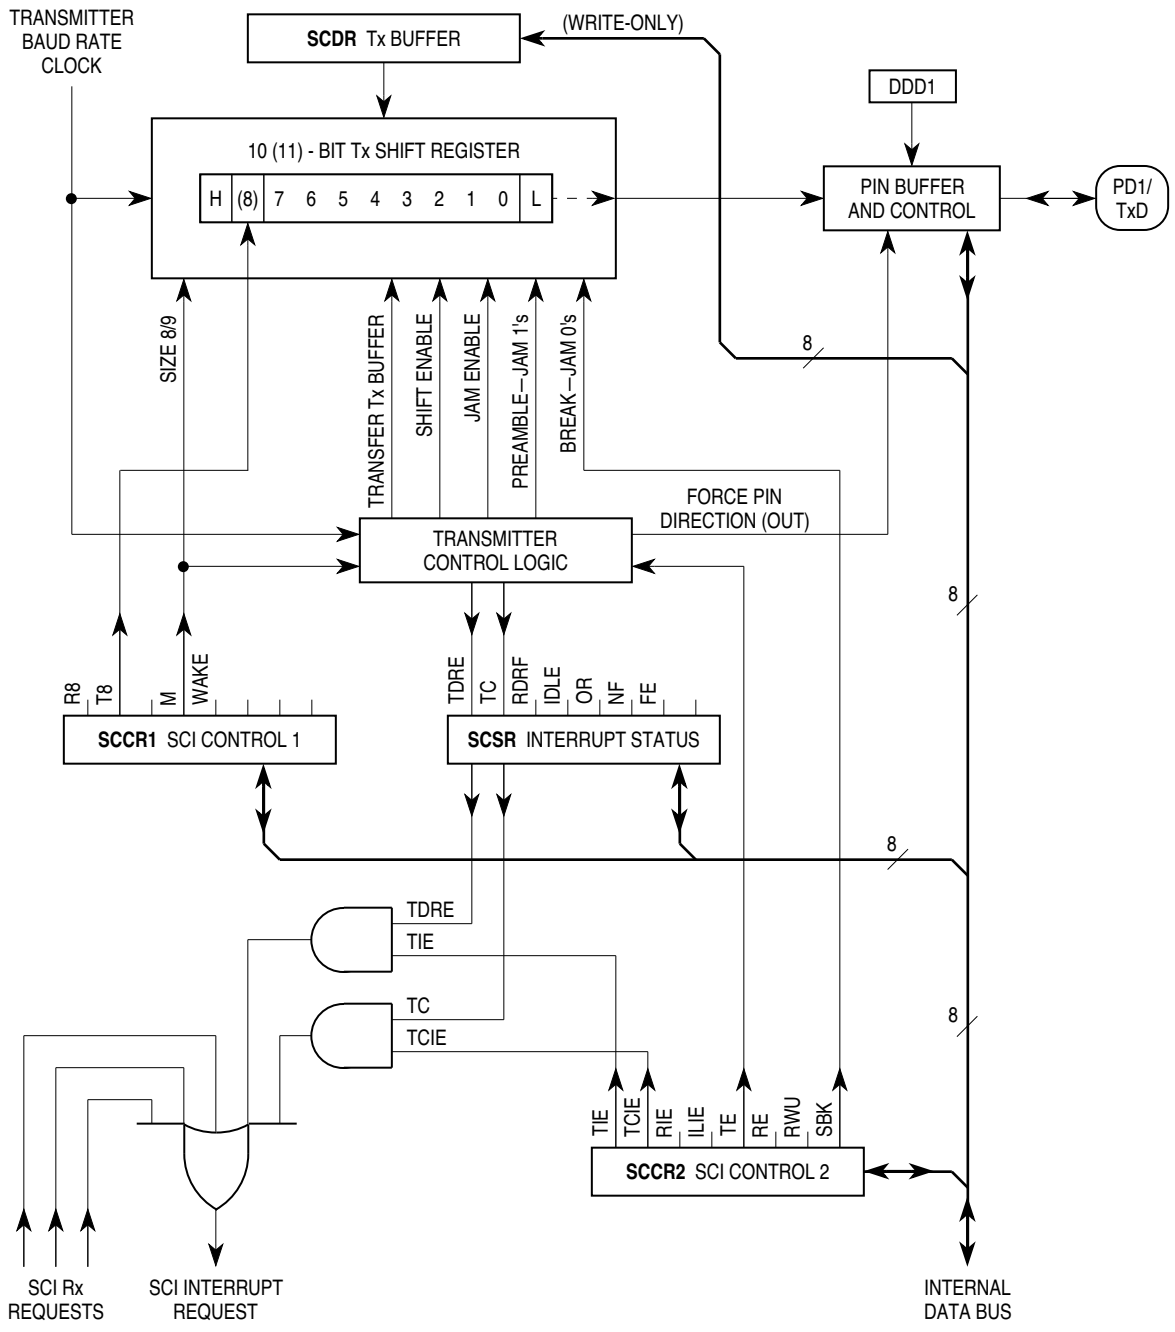 TRANSMITTER
BAUD RATE
CLOCK
SCDR Tx BUFFER
(WRITE-ONLY)
DDD1
10 (11) - BIT Tx SHIFT REGISTER
H (8) 7 6 5 4 3 2 1 0 L
PIN BUFFER
AND CONTROL
PD1/
TxD
SIZE 8/9
TRANSFER Tx BUFFER
SHIFT ENABLE
JAM ENABLE
PREAMBLE—JAM 1's
BREAK—JAM 0's
8
FORCE PIN
DIRECTION (OUT)
TRANSMITTER
CONTROL LOGIC
8
R8
T8
M
WAKE
TDRE
TC
RDRF
IDLE
OR
NF
FE
SCCR1 SCI CONTROL 1
SCSR INTERRUPT STATUS
8
TDRE
TIE
TC
TCIE
8
TIE
TCIE
RIE
ILIE
TE
RE
RWU
SBK
SCCR2 SCI CONTROL 2
SCI Rx
REQUESTS
SCI INTERRUPT
REQUEST
INTERNAL
DATA BUS